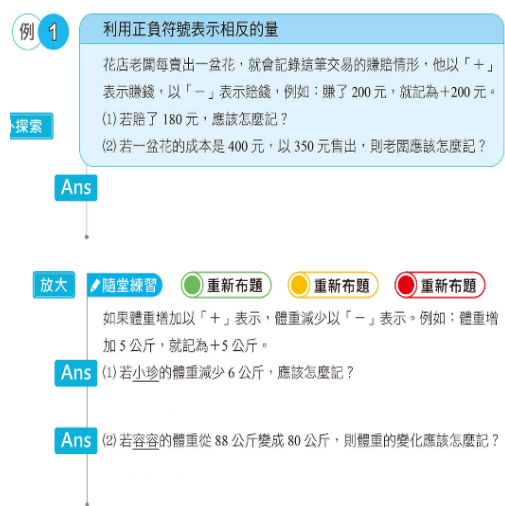 例 1 利用正負符號表示相反的量
花店老闆每賣出一盆花，就會記錄這筆交易的賺賠情形，他以「＋」
表示賺錢，以「－」表示賠錢，例如：賺了 200 元，就記為＋200 元。
⑴ 若賠了 180 元，應該怎麼記？
探索
⑵ 若一盆花的成本是 400 元，以 350 元售出，則老闆應該怎麼記？
Ans
放大 隨堂練習 重新布題 重新布題 重新布題
如果體重增加以「＋」表示，體重減少以「－」表示。例如：體重增
加 5 公斤，就記為＋5 公斤。
Ans ⑴ 若小珍的體重減少 6 公斤，應該怎麼記？
Ans ⑵ 若容容的體重從 88 公斤變成 80 公斤，則體重的變化應該怎麼記？